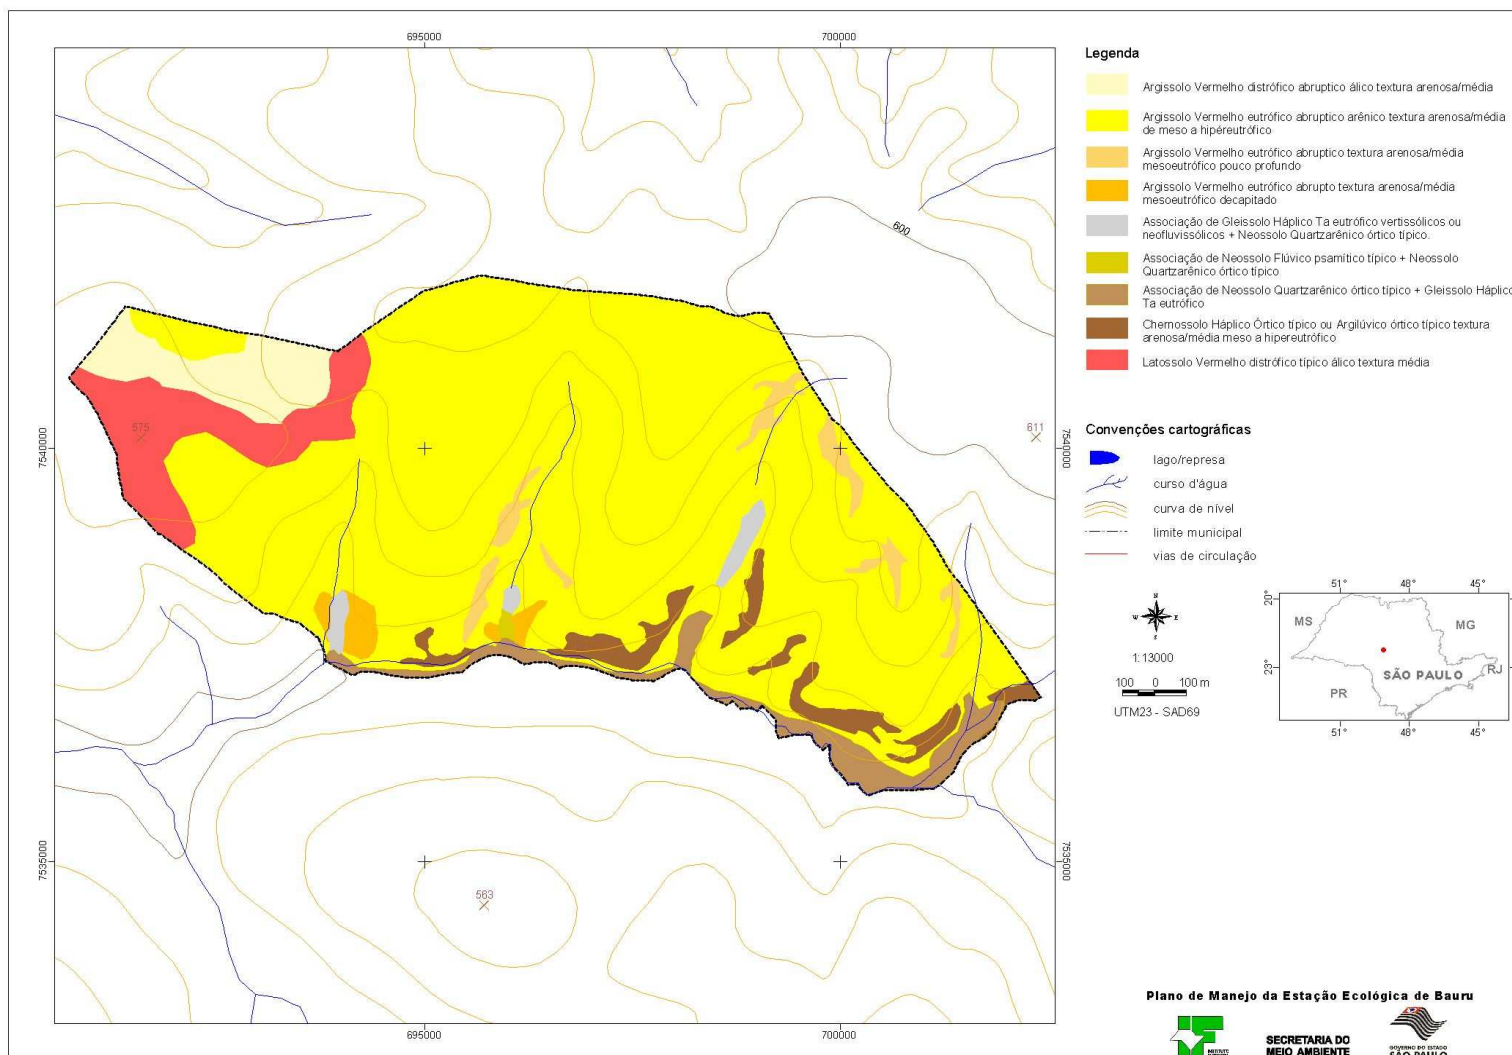 695000
700000
600
575
611
7540000
7540000
7535000
7535000
563
695000
700000
Legenda
Argissolo Vermelho distrófico abruptico álico textura arenosa/média
Argissolo Vermelho eutrófico abruptico arênico textura arenosa/média
de meso a hipéreutrófico
Argissolo Vermelho eutrófico abruptico textura arenosa/média
mesoeutrófico pouco profundo
Argissolo Vermelho eutrófico abrupto textura arenosa/média
mesoeutrófico decapitado
Associação de Gleissolo Háplico Ta eutrófico vertissólicos ou
neofluvissólicos + Neossolo Quartzarênico órtico típico.
Associação de Neossolo Flúvico psamítico típico + Neossolo
Quartzarênico órtico típico
Associação de Neossolo Quartzarênico órtico típico + Gleissolo Háplico
Ta eutrófico
Chernossolo Háplico Órtico típico ou Argilúvico órtico típico textura
arenosa/média meso a hipereutrófico
Latossolo Vermelho distrófico típico álico textura média
Convenções cartográficas
lago/represa
curso d'água
curva de nível
limite municipal
vias de circulação
N
W E
S
1:13000
100 0 100 m
UTM23 - SAD69
51° 48° 45°
20°
23°
MS
MG
RJ
SÃO PAULO
PR
51° 48° 45°
Plano de Manejo da Estação Ecológica de Bauru
SECRETARIA DO
MEIO AMBIENTE
GOVERNO DO ESTADO
SÃO PAULO